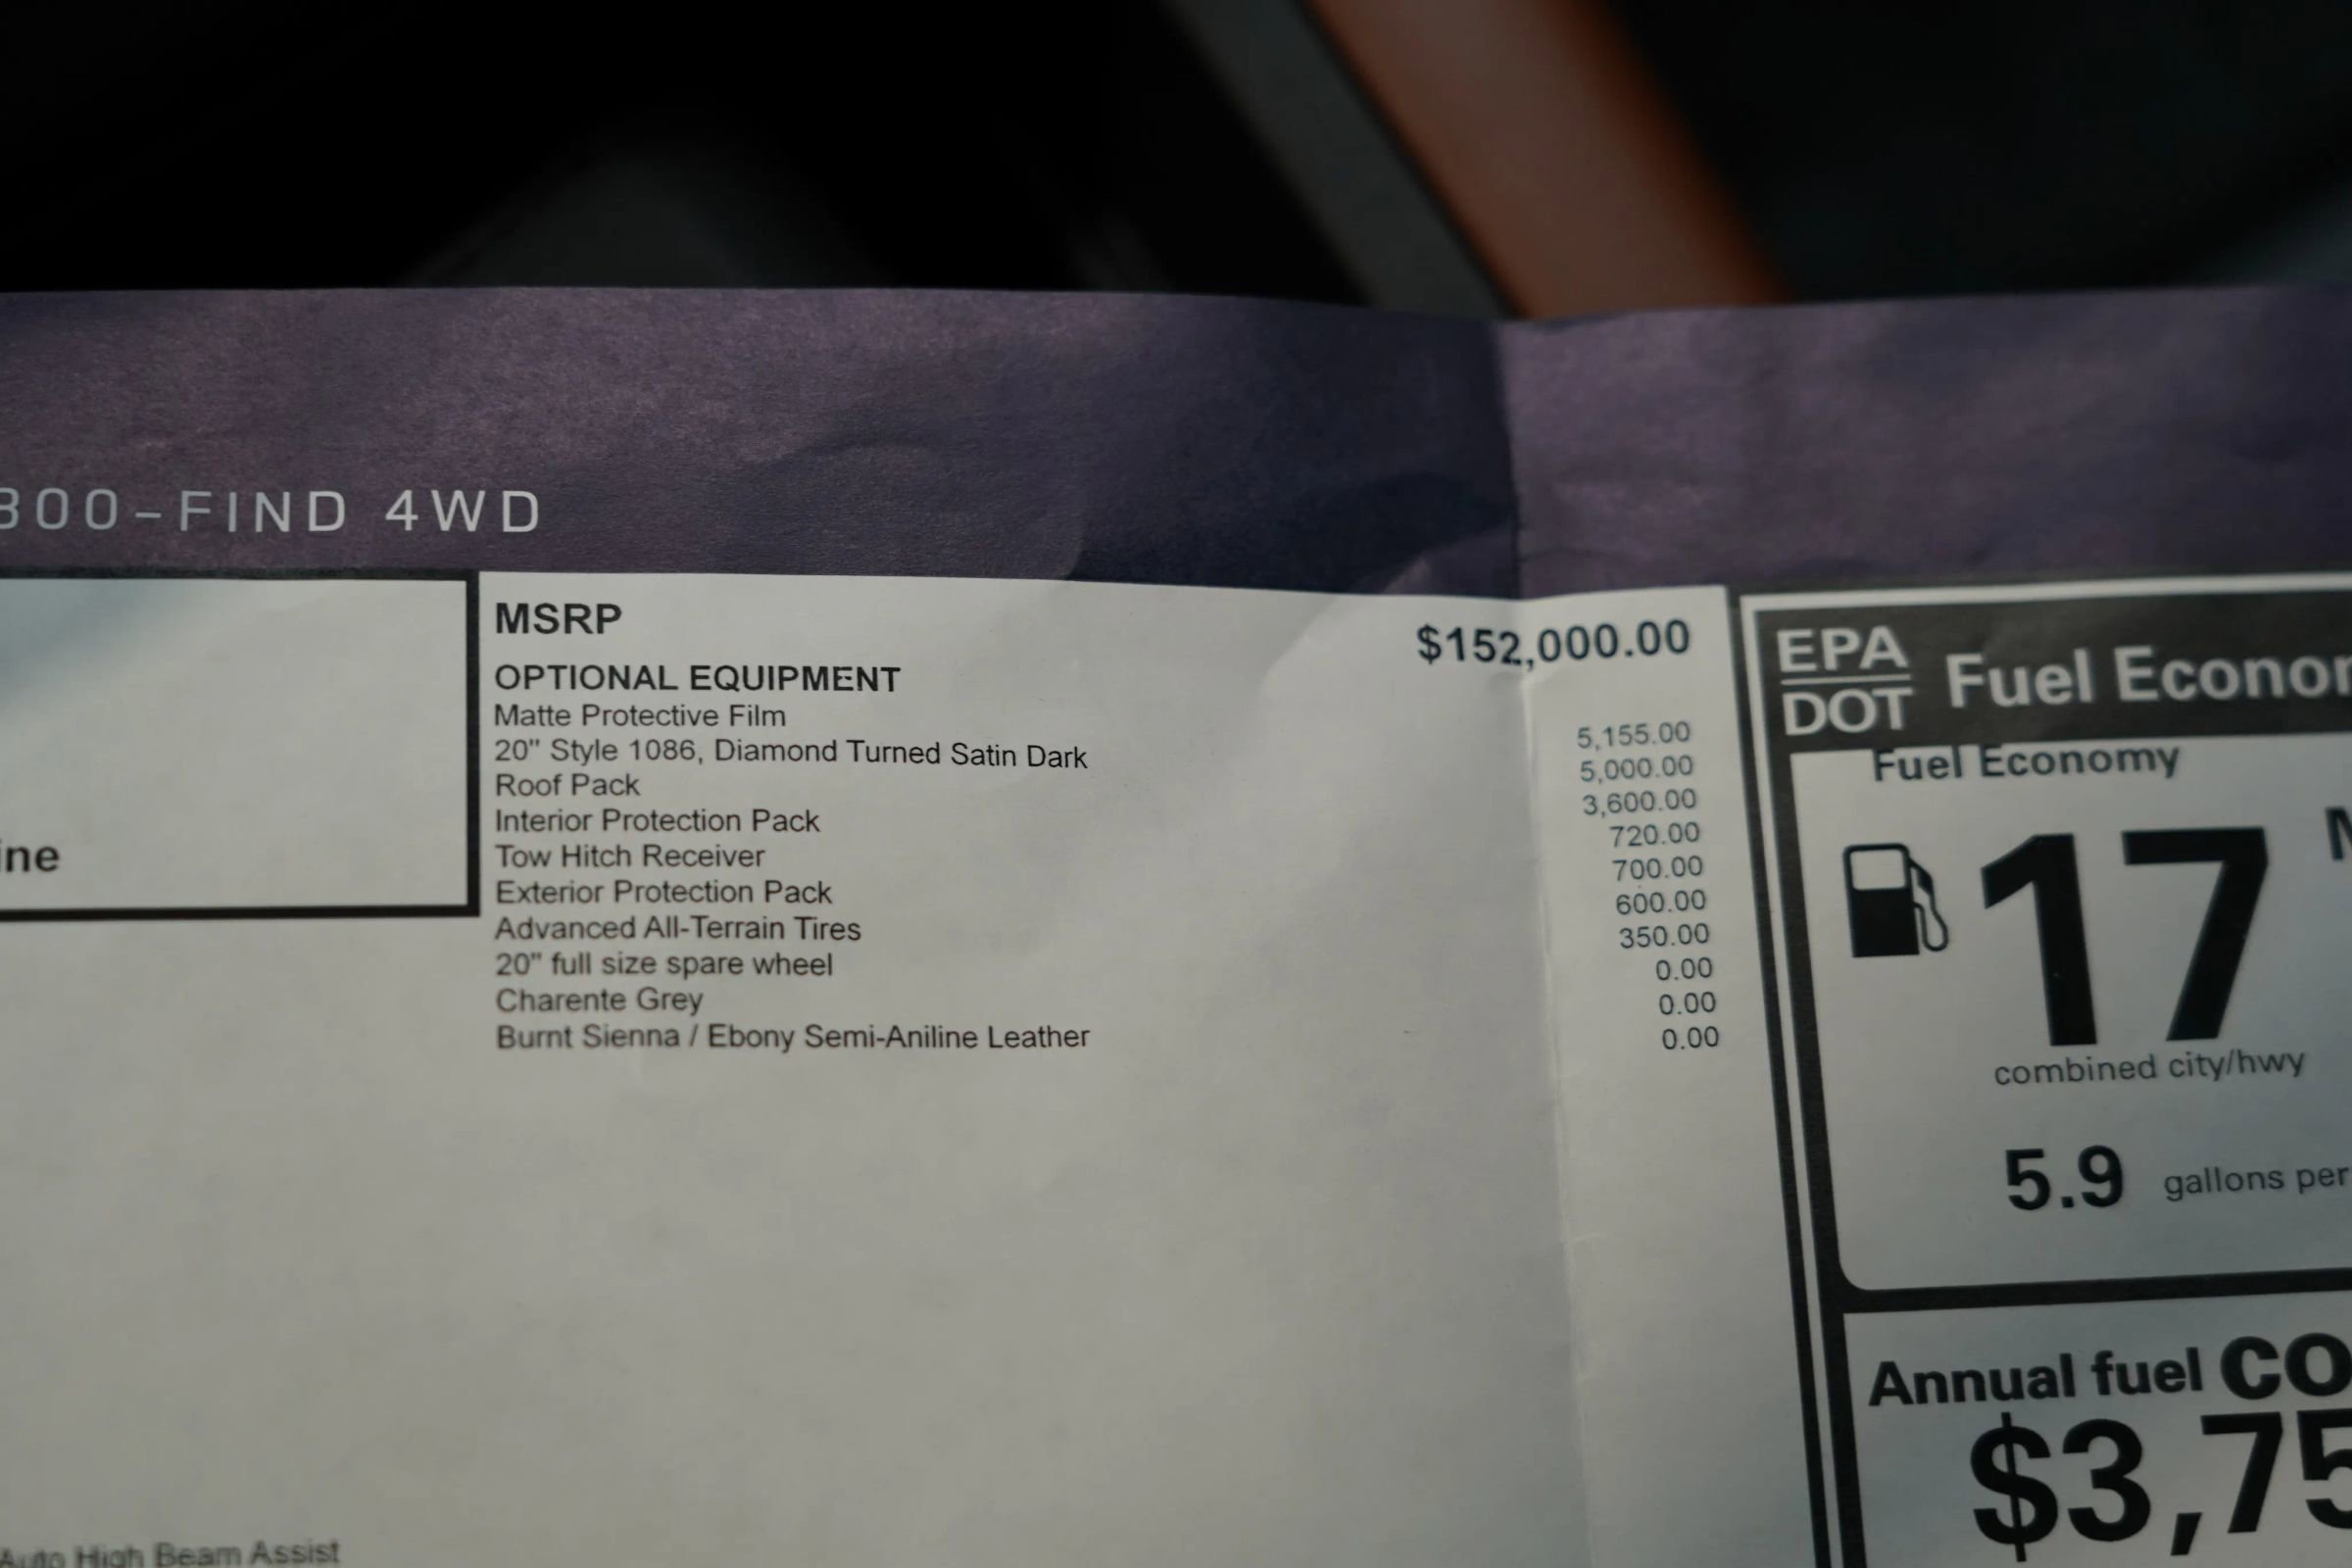 800-FIND 4WD
MSRP $152,000.00
OPTIONAL EQUIPMENT
Matte Protective Film 5,155.00
20" Style 1086, Diamond Turned Satin Dark 5,000.00
Roof Pack 3,600.00
Interior Protection Pack 720.00
Tow Hitch Receiver 700.00
Exterior Protection Pack 600.00
Advanced All-Terrain Tires 350.00
20" full size spare wheel 0.00
Charente Grey 0.00
Burnt Sienna / Ebony Semi-Aniline Leather 0.00
ine
Auto High Beam Assist
EPA
DOT Fuel Econo
Fuel Economy
17
combined city/hwy
5.9 gallons per
Annual fuel co
$3,75